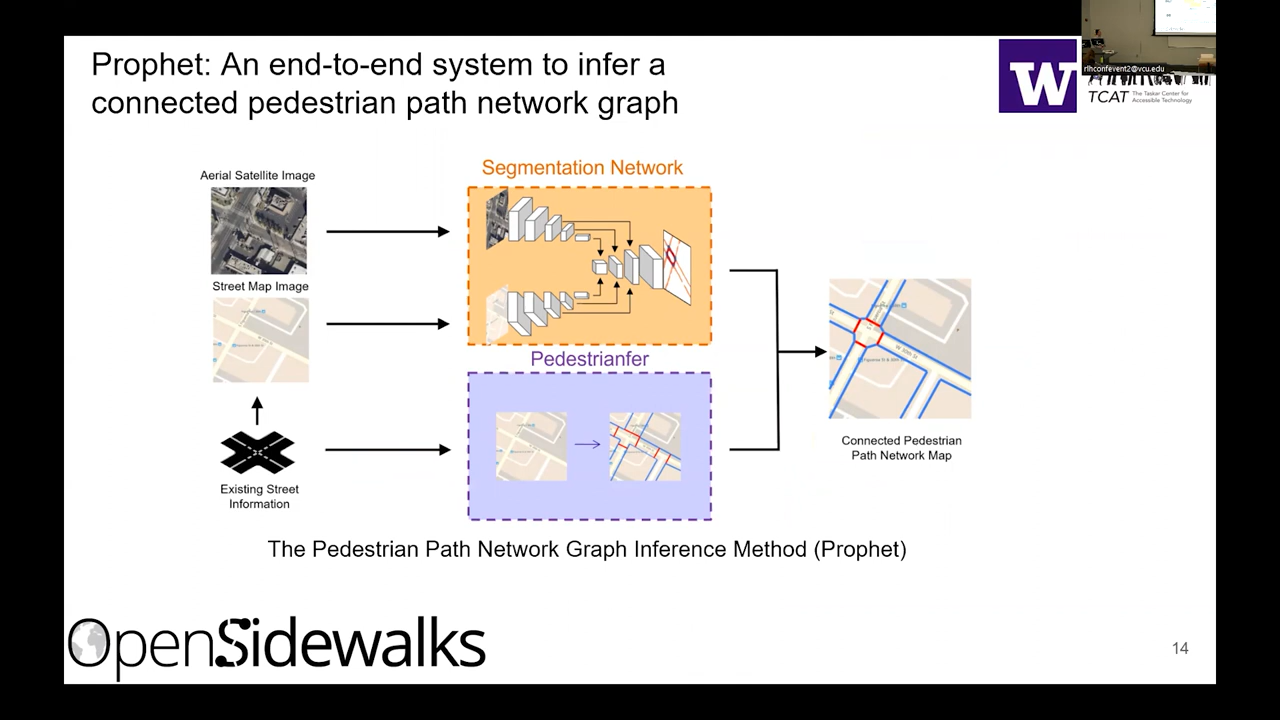 Prophet: An end-to-end system to infer a
connected pedestrian path network graph
W
rlhconfevent2@vcu.edu
TCAT The Taskar Center for
Accessible Technology
Segmentation Network
Aerial Satellite Image
Street Map Image
Pedestrianfer
W 30th St
Connected Pedestrian
Path Network Map
Existing Street
Information
The Pedestrian Path Network Graph Inference Method (Prophet)
OpenSidewalks
14